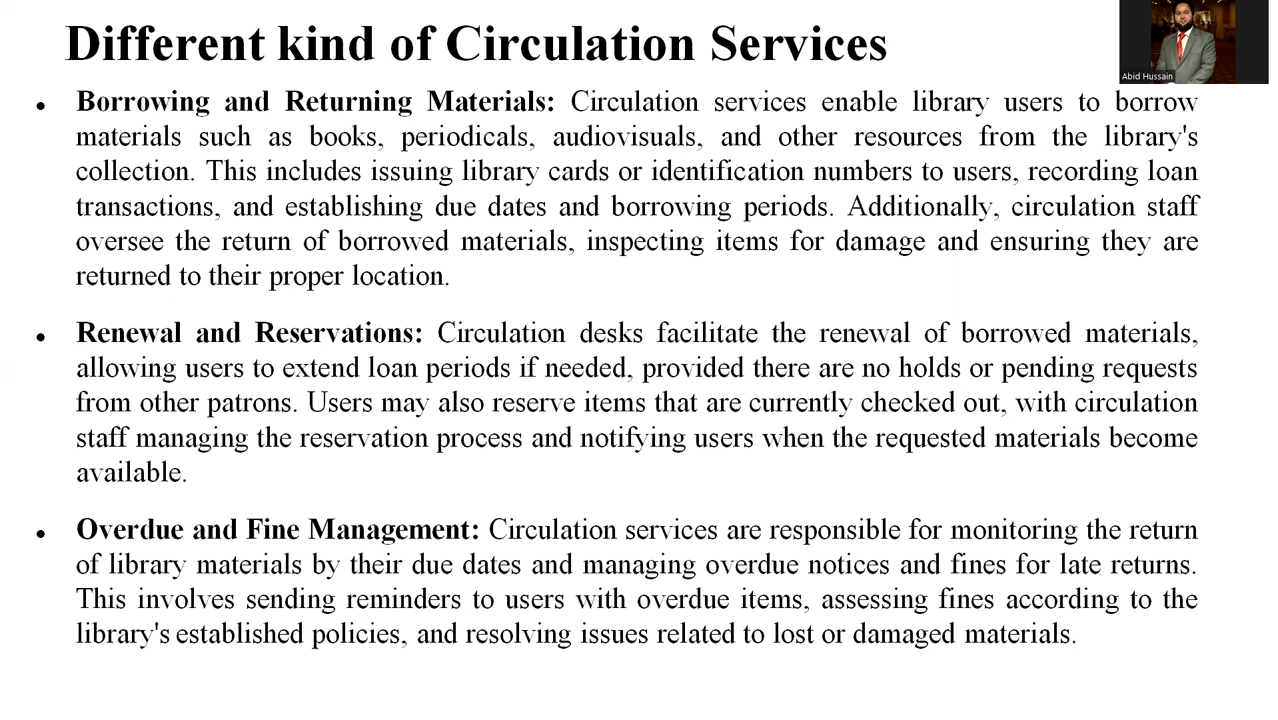 Different kind of Circulation Services
Abid Hussain
• Borrowing and Returning Materials: Circulation services enable library users to borrow
materials such as books, periodicals, audiovisuals, and other resources from the library's
collection. This includes issuing library cards or identification numbers to users, recording loan
transactions, and establishing due dates and borrowing periods. Additionally, circulation staff
oversee the return of borrowed materials, inspecting items for damage and ensuring they are
returned to their proper location.
• Renewal and Reservations: Circulation desks facilitate the renewal of borrowed materials,
allowing users to extend loan periods if needed, provided there are no holds or pending requests
from other patrons. Users may also reserve items that are currently checked out, with circulation
staff managing the reservation process and notifying users when the requested materials become
available.
• Overdue and Fine Management: Circulation services are responsible for monitoring the return
of library materials by their due dates and managing overdue notices and fines for late returns.
This involves sending reminders to users with overdue items, assessing fines according to the
library's established policies, and resolving issues related to lost or damaged materials.